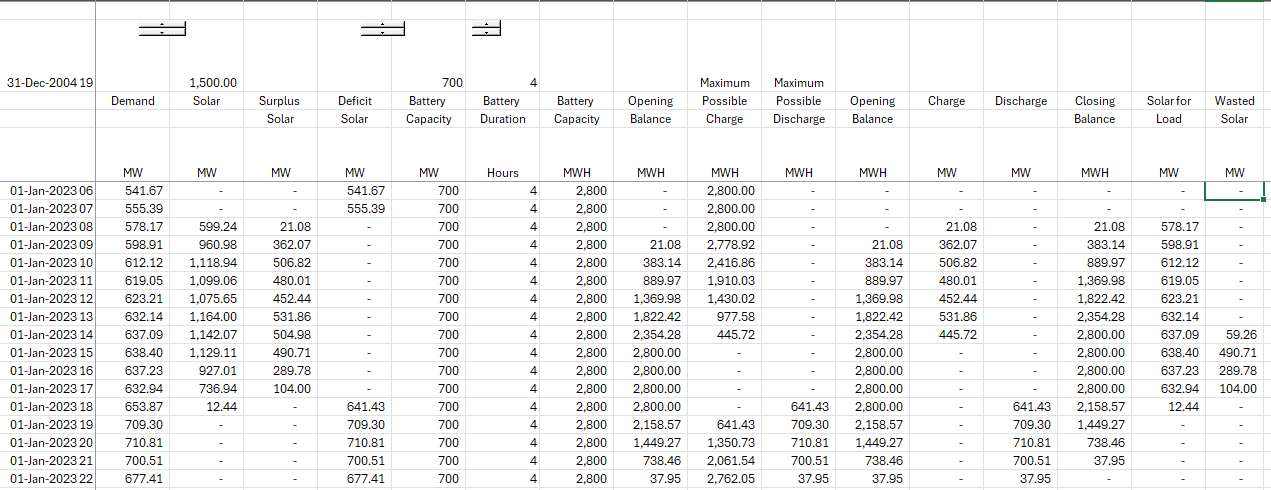 31-Dec-2004 19 1,500.00 700 4 Maximum Maximum
Demand Solar Surplus Deficit Battery Battery Battery Opening Possible Possible Opening Charge Discharge Closing Solar for Wasted
Solar Solar Capacity Duration Capacity Balance Charge Discharge Balance Balance Load Solar
MW MW MW MW MW Hours MWH MWH MWH MWH MWH MW MW MWH MW MW
01-Jan-2023 06 541.67 - - 541.67 700 4 2,800 - 2,800.00 - - - - - - -
01-Jan-2023 07 555.39 - - 555.39 700 4 2,800 - 2,800.00 - - - - - - -
01-Jan-2023 08 578.17 599.24 21.08 - 700 4 2,800 - 2,800.00 - - 21.08 - 21.08 578.17 -
01-Jan-2023 09 598.91 960.98 362.07 - 700 4 2,800 21.08 2,778.92 - 21.08 362.07 - 383.14 598.91 -
01-Jan-2023 10 612.12 1,118.94 506.82 - 700 4 2,800 383.14 2,416.86 - 383.14 506.82 - 889.97 612.12 -
01-Jan-2023 11 619.05 1,099.06 480.01 - 700 4 2,800 889.97 1,910.03 - 889.97 480.01 - 1,369.98 619.05 -
01-Jan-2023 12 623.21 1,075.65 452.44 - 700 4 2,800 1,369.98 1,430.02 - 1,369.98 452.44 - 1,822.42 623.21 -
01-Jan-2023 13 632.14 1,164.00 531.86 - 700 4 2,800 1,822.42 977.58 - 1,822.42 531.86 - 2,354.28 632.14 -
01-Jan-2023 14 637.09 1,142.07 504.98 - 700 4 2,800 2,354.28 445.72 - 2,354.28 445.72 - 2,800.00 637.09 59.26
01-Jan-2023 15 638.40 1,129.11 490.71 - 700 4 2,800 2,800.00 - - 2,800.00 - - 2,800.00 638.40 490.71
01-Jan-2023 16 637.23 927.01 289.78 - 700 4 2,800 2,800.00 - - 2,800.00 - - 2,800.00 637.23 289.78
01-Jan-2023 17 632.94 736.94 104.00 - 700 4 2,800 2,800.00 - - 2,800.00 - - 2,800.00 632.94 104.00
01-Jan-2023 18 653.87 12.44 - 641.43 700 4 2,800 2,800.00 - 641.43 2,800.00 - 641.43 2,158.57 12.44 -
01-Jan-2023 19 709.30 - - 709.30 700 4 2,800 2,158.57 641.43 709.30 2,158.57 - 709.30 1,449.27 - -
01-Jan-2023 20 710.81 - - 710.81 700 4 2,800 1,449.27 1,350.73 710.81 1,449.27 - 710.81 738.46 - -
01-Jan-2023 21 700.51 - - 700.51 700 4 2,800 738.46 2,061.54 700.51 738.46 - 700.51 37.95 - -
01-Jan-2023 22 677.41 - - 677.41 700 4 2,800 37.95 2,762.05 37.95 37.95 - 37.95 - - -